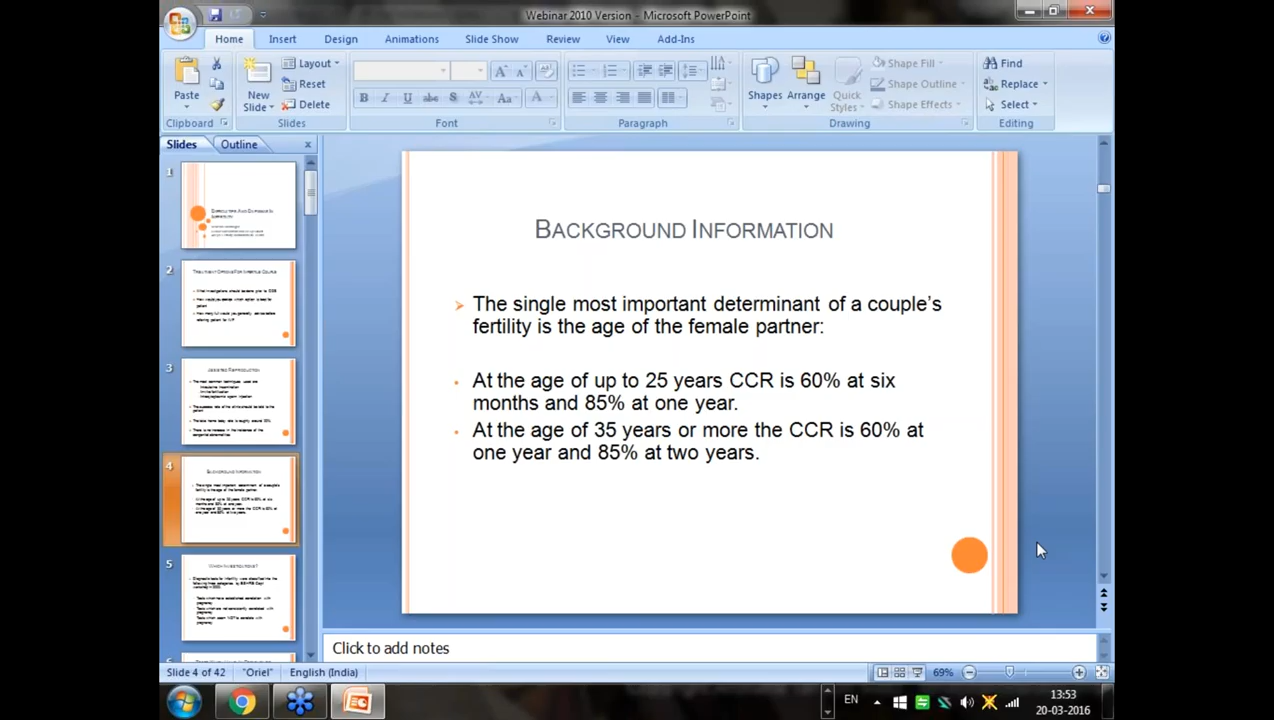 Webinar 2010 Version - Microsoft PowerPoint
Home Insert Design Animations Slide Show Review View Add-Ins
Paste
New Slide
Layout
Reset
Delete
Shapes
Arrange
Quick Styles
Shape Fill
Shape Outline
Shape Effects
Find
Replace
Select
Clipboard Slides Font Paragraph Drawing Editing
Slides Outline
1
2
3
4
5
BACKGROUND INFORMATION
The single most important determinant of a couple's
fertility is the age of the female partner:
At the age of up to 25 years CCR is 60% at six
months and 85% at one year.
At the age of 35 years or more the CCR is 60% at
one year and 85% at two years.
Click to add notes
Slide 4 of 42 "Oriel" English (India) 69%
EN 13:53
20-03-2016